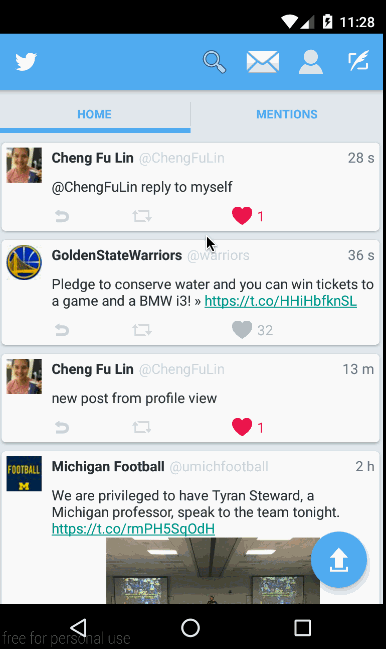 11:28
HOME
MENTIONS
Cheng Fu Lin @ChengFuLin 28 s
@ChengFuLin reply to myself
1
GoldenStateWarriors @warriors 36 s
Pledge to conserve water and you can win tickets to
a game and a BMW i3! » https://t.co/HHiHbfknSL
32
Cheng Fu Lin @ChengFuLin 13 m
new post from profile view
1
FOOTBALL
M
Michigan Football @umichfootball 2 h
We are privileged to have Tyran Steward, a
Michigan professor, speak to the team tonight.
https://t.co/rmPH5SqOdH
free for personal use